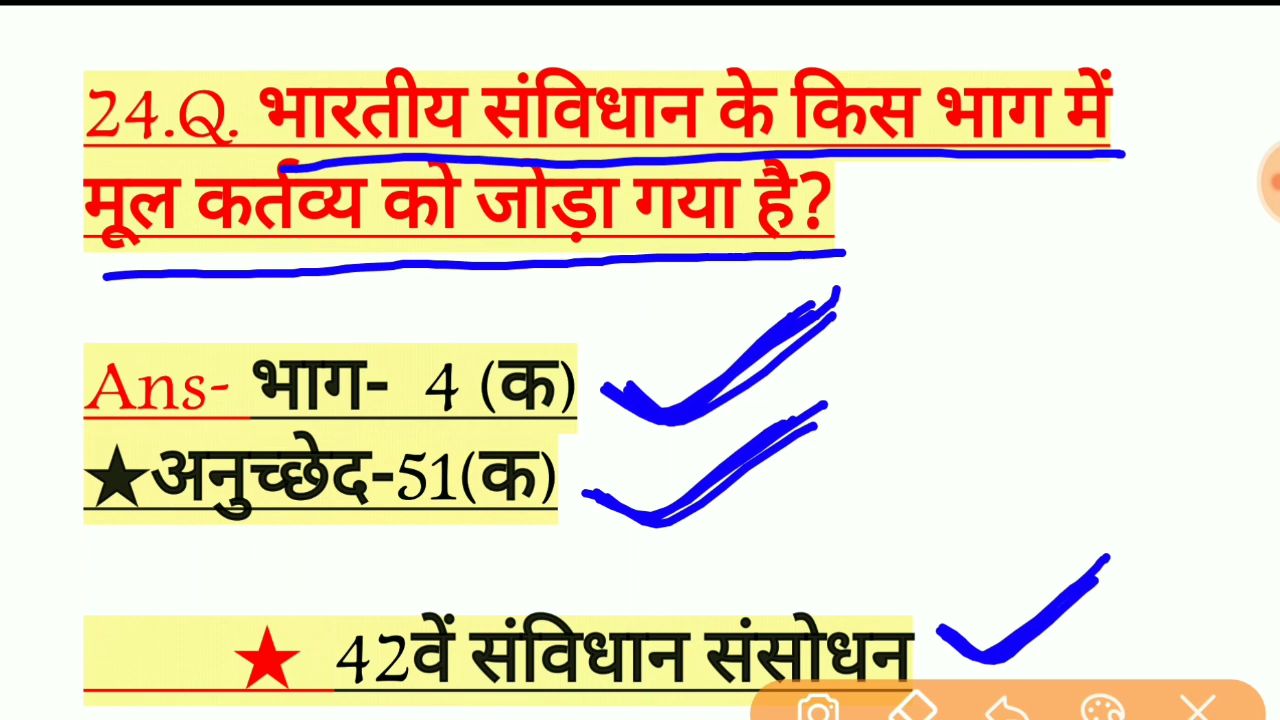 24.Q. भारतीय संविधान के किस भाग में
मूल कर्तव्य को जोड़ा गया है?
Ans- भाग- 4 (क)
★अनुच्छेद-51(क)
★ 42वें संविधान संसोधन